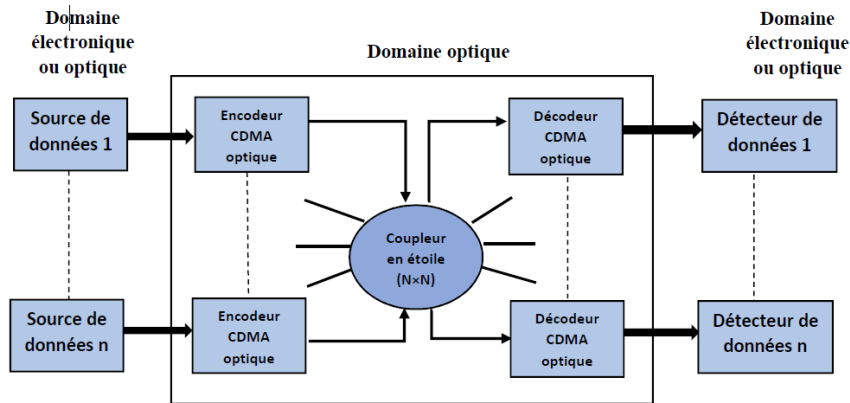 Domaine
électronique
ou optique
Domaine optique
Domaine
électronique
ou optique
Source de
données 1
Encodeur
CDMA
optique
Décodeur
CDMA
optique
Détecteur de
données 1
Coupleur
en étoile
(N×N)
Source de
données n
Encodeur
CDMA
optique
Décodeur
CDMA
optique
Détecteur de
données n